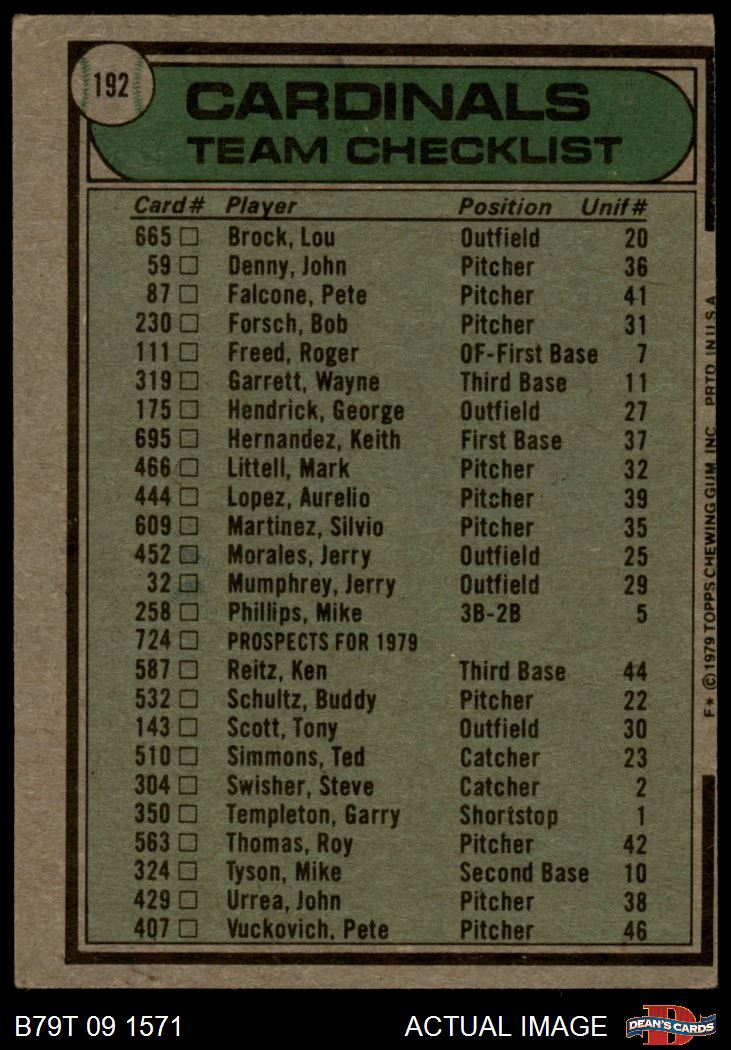 192
CARDINALS
TEAM CHECKLIST
Card# Player Position Unif#
665 Brock, Lou Outfield 20
59 Denny, John Pitcher 36
87 Falcone, Pete Pitcher 41
230 Forsch, Bob Pitcher 31
111 Freed, Roger OF-First Base 7
319 Garrett, Wayne Third Base 11
175 Hendrick, George Outfield 27
695 Hernandez, Keith First Base 37
466 Littell, Mark Pitcher 32
444 Lopez, Aurelio Pitcher 39
609 Martinez, Silvio Pitcher 35
452 Morales, Jerry Outfield 25
32 Mumphrey, Jerry Outfield 29
258 Phillips, Mike 3B-2B 5
724 PROSPECTS FOR 1979
587 Reitz, Ken Third Base 44
532 Schultz, Buddy Pitcher 22
143 Scott, Tony Outfield 30
510 Simmons, Ted Catcher 23
304 Swisher, Steve Catcher 2
350 Templeton, Garry Shortstop 1
563 Thomas, Roy Pitcher 42
324 Tyson, Mike Second Base 10
429 Urrea, John Pitcher 38
407 Vuckovich, Pete Pitcher 46
F* © 1979 TOPPS CHEWING GUM INC. PRTD IN U.S.A.
B79T 09 1571 ACTUAL IMAGE
DEAN'S CARDS